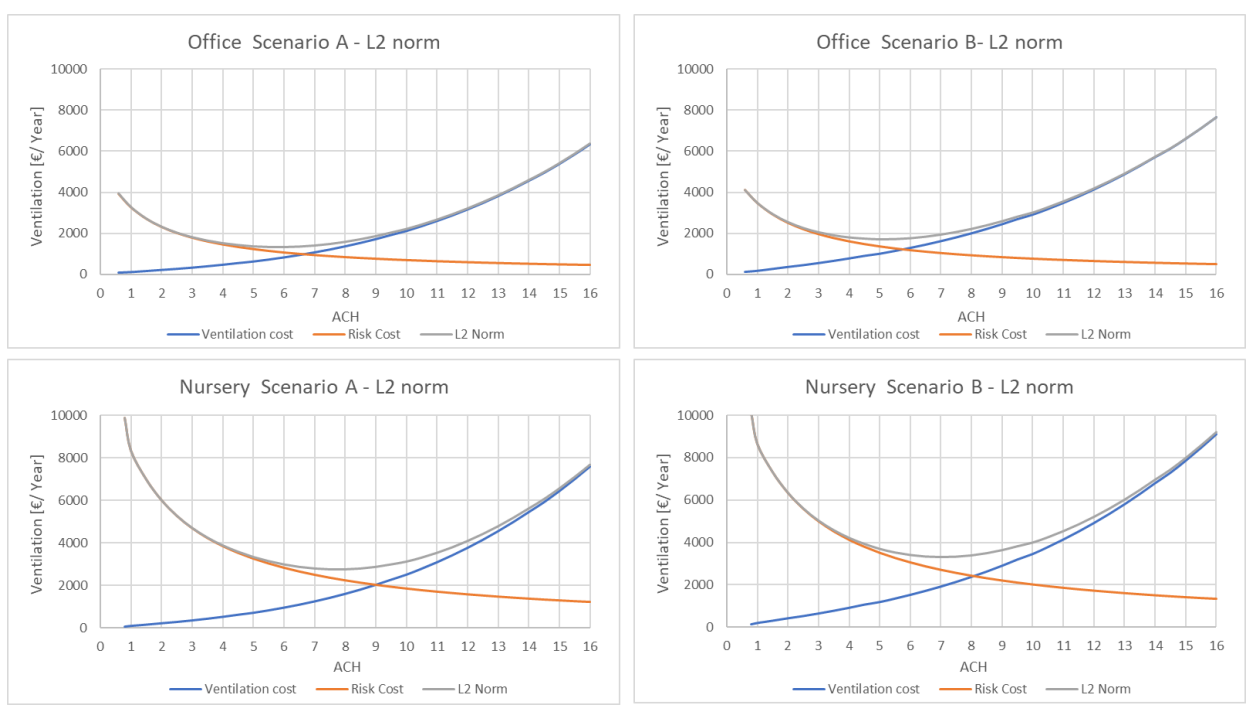 Office Scenario A - L2 norm
Ventilation [€/ Year]
10000
8000
6000
4000
2000
0
0 1 2 3 4 5 6 7 8 9 10 11 12 13 14 15 16
ACH
Ventilation cost Risk Cost L2 Norm
Office Scenario B- L2 norm
Ventilation [€/ Year]
10000
8000
6000
4000
2000
0
0 1 2 3 4 5 6 7 8 9 10 11 12 13 14 15 16
ACH
Ventilation cost Risk Cost L2 Norm
Nursery Scenario A - L2 norm
Ventilation [€/ Year]
10000
8000
6000
4000
2000
0
0 1 2 3 4 5 6 7 8 9 10 11 12 13 14 15 16
ACH
Ventilation cost Risk Cost L2 Norm
Nursery Scenario B - L2 norm
Ventilation [€/ Year]
10000
8000
6000
4000
2000
0
0 1 2 3 4 5 6 7 8 9 10 11 12 13 14 15 16
ACH
Ventilation cost Risk Cost L2 Norm